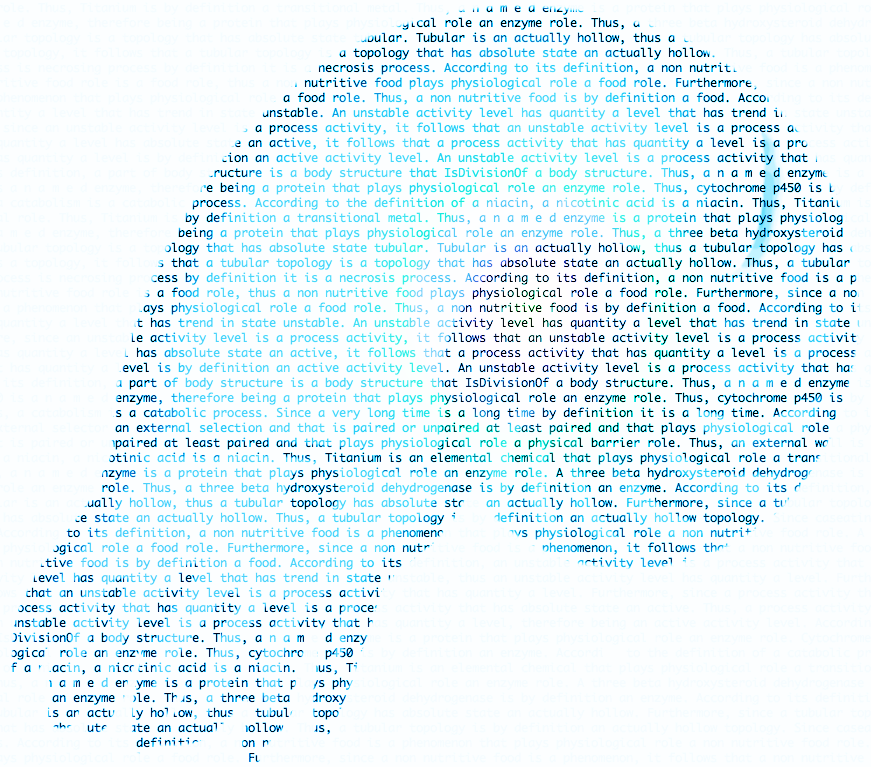 a n a m e d enzyme
role an enzyme role. Thus, a
tubular. Tubular is an actually hollow, thus a
a topology that has absolute state an actually hollow.
necrosis process. According to its definition, a non nutrit
nutritive food plays physiological role a food role. Furthermore,
a food role. Thus, a non nutritive food is by definition a food. Acco
unstable. An unstable activity level has quantity a level that has trend i
a process activity, it follows that an unstable activity level is a process a
e an active, it follows that a process activity that has quantity a level is a pro
tion an active activity level. An unstable activity level is a process activity that
tructure is a body structure that IsDivisionOf a body structure. Thus, a n a m e d enzyme
re being a protein that plays physiological role an enzyme role. Thus, cytochrome p450 is
process. According to the definition of a niacin, a nicotinic acid is a niacin. Thus, Titani
by definition a transitional metal. Thus, a n a m e d enzyme is a protein that plays physiolog
being a protein that plays physiological role an enzyme role. Thus, a three beta hydroxysteroid
ology that has absolute state tubular. Tubular is an actually hollow, thus a tubular topology has
s that a tubular topology is a topology that has absolute state an actually hollow. Thus, a tubular
cess by definition it is a necrosis process. According to its definition, a non nutritive food is a p
s a food role, thus a non nutritive food plays physiological role a food role. Furthermore, since a no
lays physiological role a food role. Thus, a non nutritive food is by definition a food. According to i
t has trend in state unstable. An unstable activity level has quantity a level that has trend in state
le level is a process activity, it follows that an unstable activity level is a process activit
has absolute state an active, it follows that a process activity that has quantity a level is a process
evel is by definition an active activity level. An unstable activity level is a process activity that ha
a part of body structure is a body structure that IsDivisionOf a body structure. Thus, a n a m e d enzyme
enzyme, therefore being a protein that plays physiological role an enzyme role. Thus, cytochrome p450 is
s a catabolic process. Since a very long time is a long time by definition it is a long time. According
an external selection and that is paired or unpaired at least paired and that plays physiological role
npaired at least paired and that plays physiological role a physical barrier role. Thus, an external wo
otinic acid is a niacin. Thus, Titanium is an elemental chemical that plays physiological role a trans
nzyme is a protein that plays physiological role an enzyme role. A three beta hydroxysteroid dehydrog
role. Thus, a three beta hydroxysteroid dehydrogenase is by definition an enzyme. According to its d
ually hollow, thus a tubular topology has absolute sta an actually hollow. Furthermore, since a tu
te state an actually hollow. Thus, a tubular topology i definition an actually hollow topology.
to its definition, a non nutritive food is a phenomeno ys physiological role a non nutrit
ogical role a food role. Furthermore, since a non nutr phenomenon, it follows that
tive food is by definition a food. According to its activity level i
level has quantity a level that has trend in state u
that an unstable activity level is a process activi
ocess activity that has quantity a level is a proce
unstable activity level is a process activity that h
DivisionOf a body structure. Thus, a n a m d enzy
ogical role an enzyme role. Thus, cytochro p450
f a niacin, a nicotinic acid is a niacin. us, Ti
n a m e d enzyme is a protein that p ys phy
an enzyme role. Thus, a three beta droxy
is an actu ly hollow, thus tubul topo
abs ute ate an actual hollow us,
definitio on n
Fu